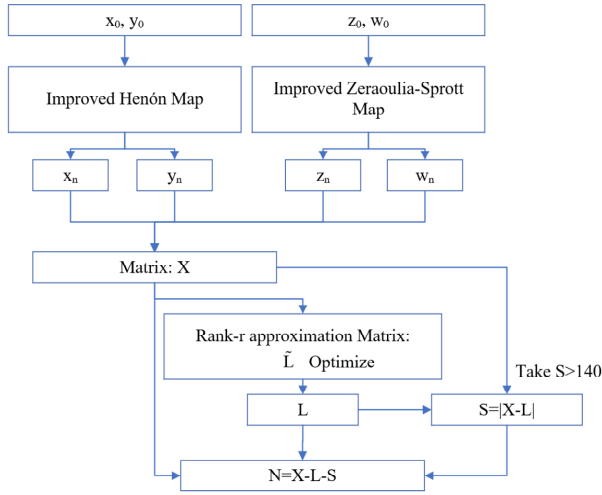 x₀, y₀
z₀, w₀
Improved Henón Map
Improved Zeraoulia-Sprott
Map
xₙ
yₙ
zₙ
wₙ
Matrix: X
Rank-r approximation Matrix:
L̃ Optimize
Take S>140
L
S=|X-L|
N=X-L-S